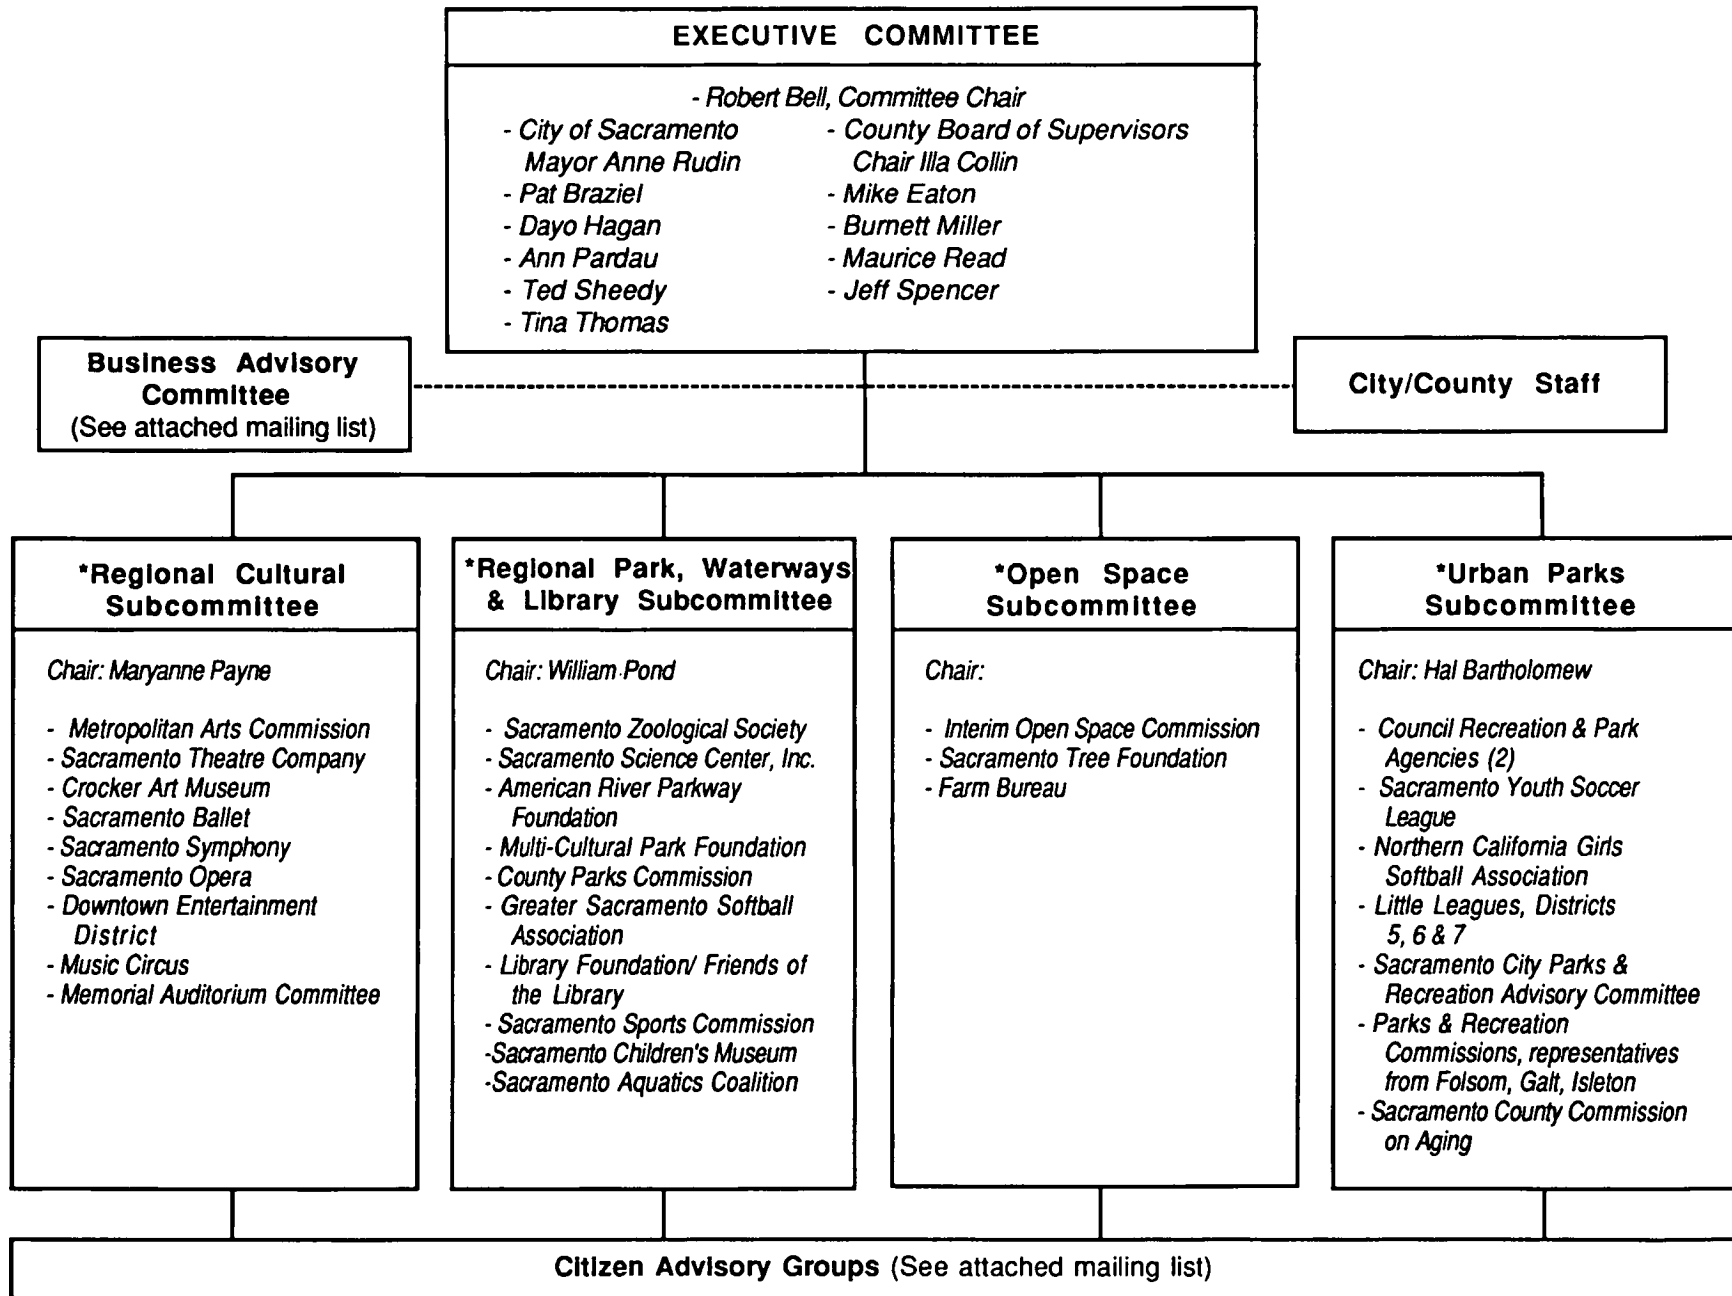 EXECUTIVE COMMITTEE
- Robert Bell, Committee Chair
- City of Sacramento
Mayor Anne Rudin
- Pat Braziel
- Dayo Hagan
- Ann Pardau
- Ted Sheedy
- Tina Thomas
- County Board of Supervisors
Chair Illa Collin
- Mike Eaton
- Burnett Miller
- Maurice Read
- Jeff Spencer
Business Advisory
Committee
(See attached mailing list)
City/County Staff
*Regional Cultural
Subcommittee
Chair: Maryanne Payne
- Metropolitan Arts Commission
- Sacramento Theatre Company
- Crocker Art Museum
- Sacramento Ballet
- Sacramento Symphony
- Sacramento Opera
- Downtown Entertainment
District
- Music Circus
- Memorial Auditorium Committee
*Regional Park, Waterways
& Library Subcommittee
Chair: William Pond
- Sacramento Zoological Society
- Sacramento Science Center, Inc.
- American River Parkway
Foundation
- Multi-Cultural Park Foundation
- County Parks Commission
- Greater Sacramento Softball
Association
- Library Foundation/ Friends of
the Library
- Sacramento Sports Commission
-Sacramento Children's Museum
-Sacramento Aquatics Coalition
*Open Space
Subcommittee
Chair:
- Interim Open Space Commission
- Sacramento Tree Foundation
- Farm Bureau
*Urban Parks
Subcommittee
Chair: Hal Bartholomew
- Council Recreation & Park
Agencies (2)
- Sacramento Youth Soccer
League
- Northern California Girls
Softball Association
- Little Leagues, Districts
5, 6 & 7
- Sacramento City Parks &
Recreation Advisory Committee
- Parks & Recreation
Commissions, representatives
from Folsom, Galt, Isleton
- Sacramento County Commission
on Aging
Citizen Advisory Groups (See attached mailing list)